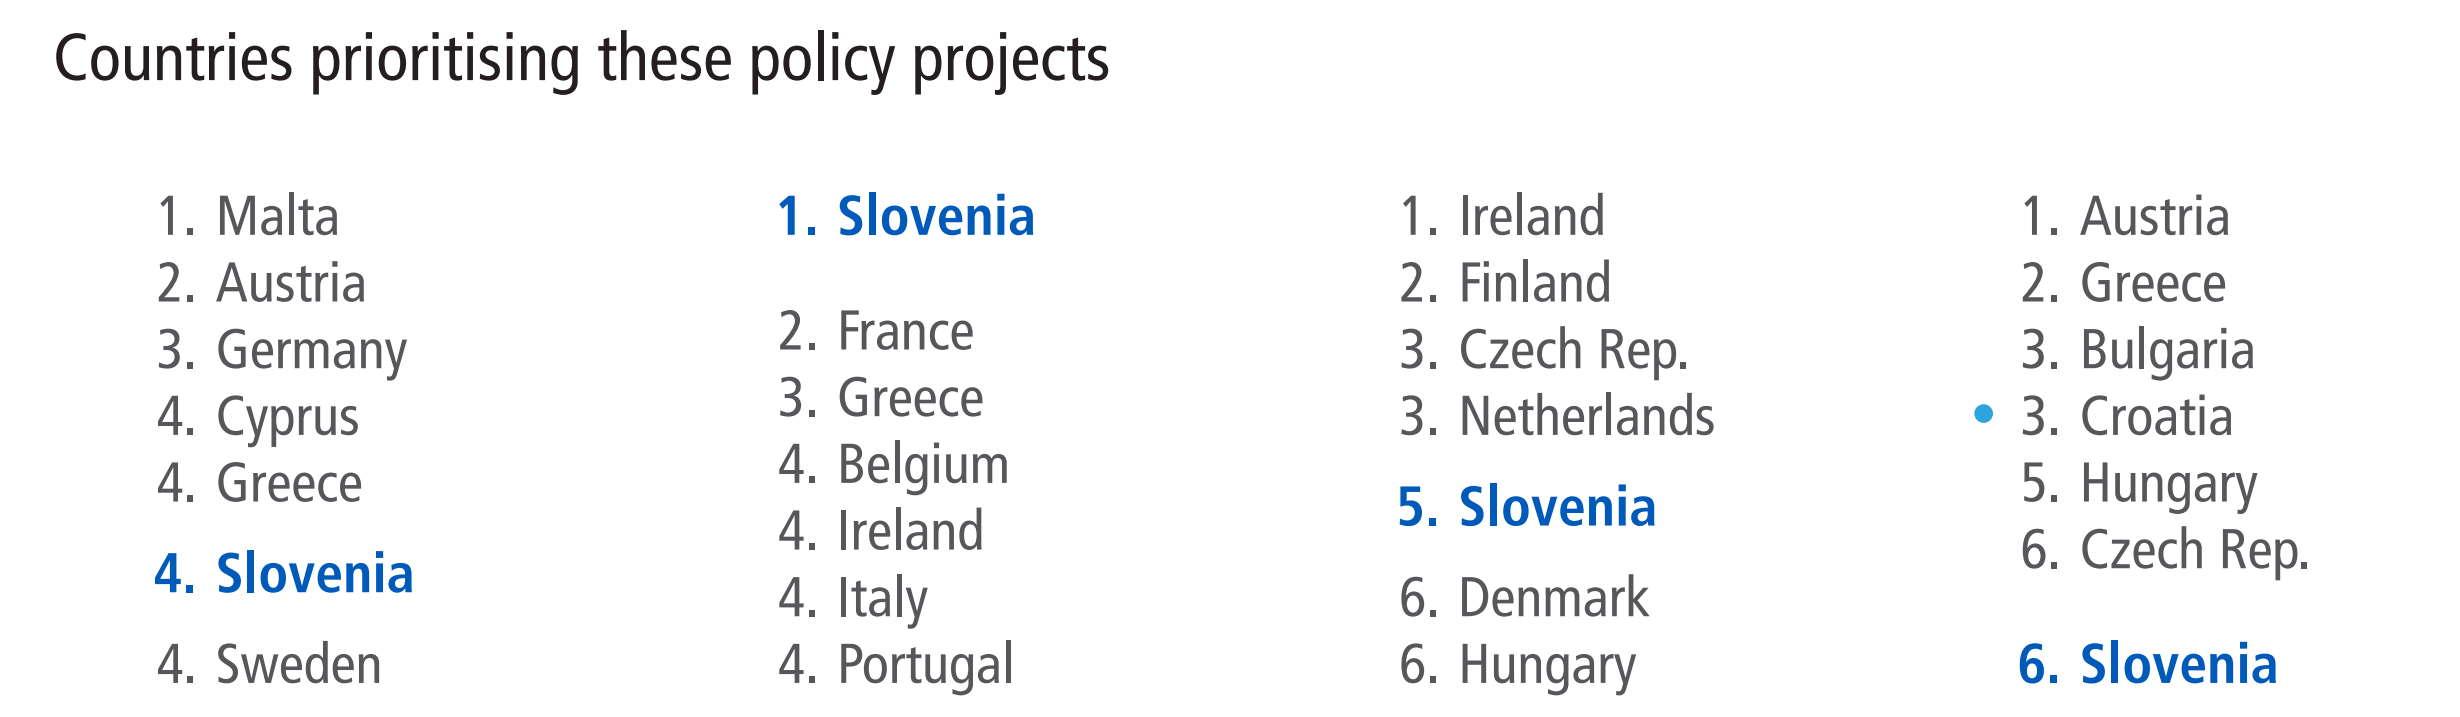 Countries prioritising these policy projects
1. Malta
2. Austria
3. Germany
4. Cyprus
4. Greece
4. Slovenia
4. Sweden
1. Slovenia
2. France
3. Greece
4. Belgium
4. Ireland
4. Italy
4. Portugal
1. Ireland
2. Finland
3. Czech Rep.
3. Netherlands
5. Slovenia
6. Denmark
6. Hungary
1. Austria
2. Greece
3. Bulgaria
• 3. Croatia
5. Hungary
6. Czech Rep.
6. Slovenia